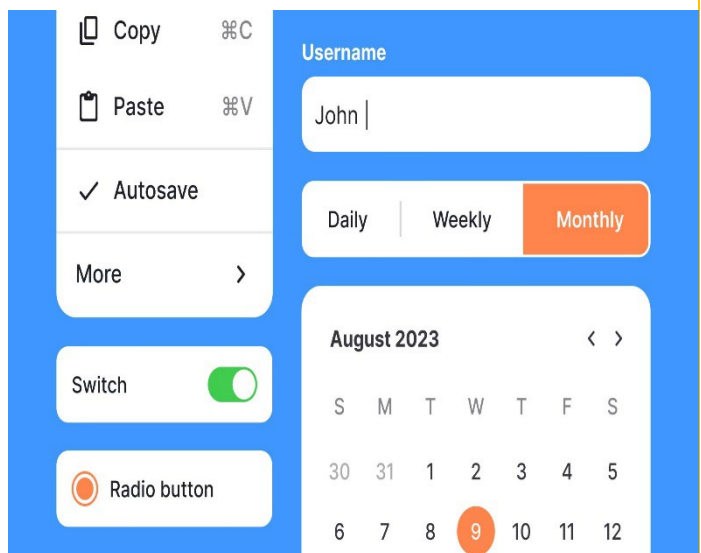 Copy ⌘C
Paste ⌘V
Autosave
More
Switch
Radio button
Username
John
Daily Weekly Monthly
August 2023
S M T W T F S
30 31 1 2 3 4 5
6 7 8 9 10 11 12